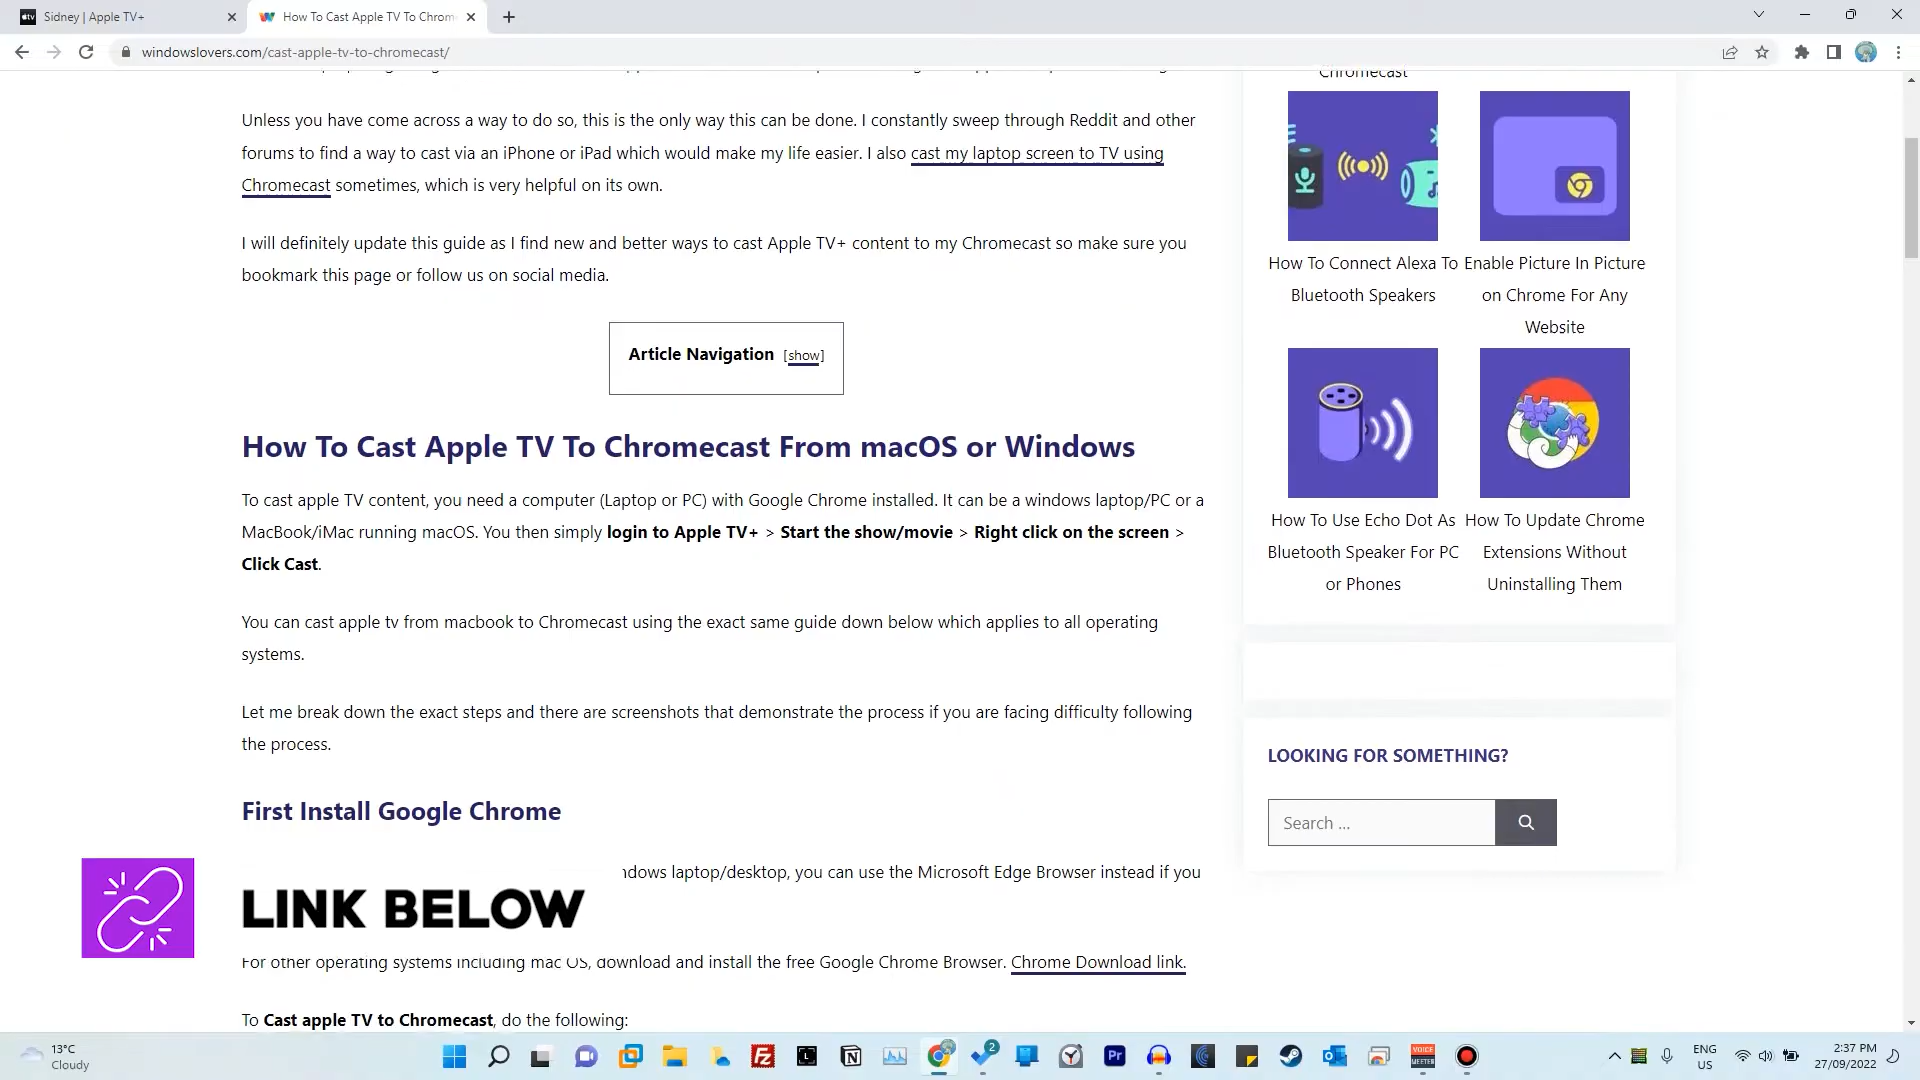 Sidney | Apple TV+
How To Cast Apple TV To Chrom
windowslovers.com/cast-apple-tv-to-chromecast/
Unless you have come across a way to do so, this is the only way this can be done. I constantly sweep through Reddit and other
forums to find a way to cast via an iPhone or iPad which would make my life easier. I also cast my laptop screen to TV using
Chromecast sometimes, which is very helpful on its own.
I will definitely update this guide as I find new and better ways to cast Apple TV+ content to my Chromecast so make sure you
bookmark this page or follow us on social media.
Article Navigation [show]
How To Cast Apple TV To Chromecast From macOS or Windows
To cast apple TV content, you need a computer (Laptop or PC) with Google Chrome installed. It can be a windows laptop/PC or a
MacBook/iMac running macOS. You then simply login to Apple TV+ > Start the show/movie > Right click on the screen >
Click Cast.
You can cast apple tv from macbook to Chromecast using the exact same guide down below which applies to all operating
systems.
Let me break down the exact steps and there are screenshots that demonstrate the process if you are facing difficulty following
the process.
First Install Google Chrome
ndows laptop/desktop, you can use the Microsoft Edge Browser instead if you
LINK BELOW
For other operating systems including mac OS, download and install the free Google Chrome Browser. Chrome Download link.
To Cast apple TV to Chromecast, do the following:
Chromecast
How To Connect Alexa To
Bluetooth Speakers
Enable Picture In Picture
on Chrome For Any
Website
How To Use Echo Dot As
Bluetooth Speaker For PC
or Phones
How To Update Chrome
Extensions Without
Uninstalling Them
LOOKING FOR SOMETHING?
Search ...
13°C
Cloudy
2
Pr
VOICE
MEETER
ENG
US
2:37 PM
27/09/2022